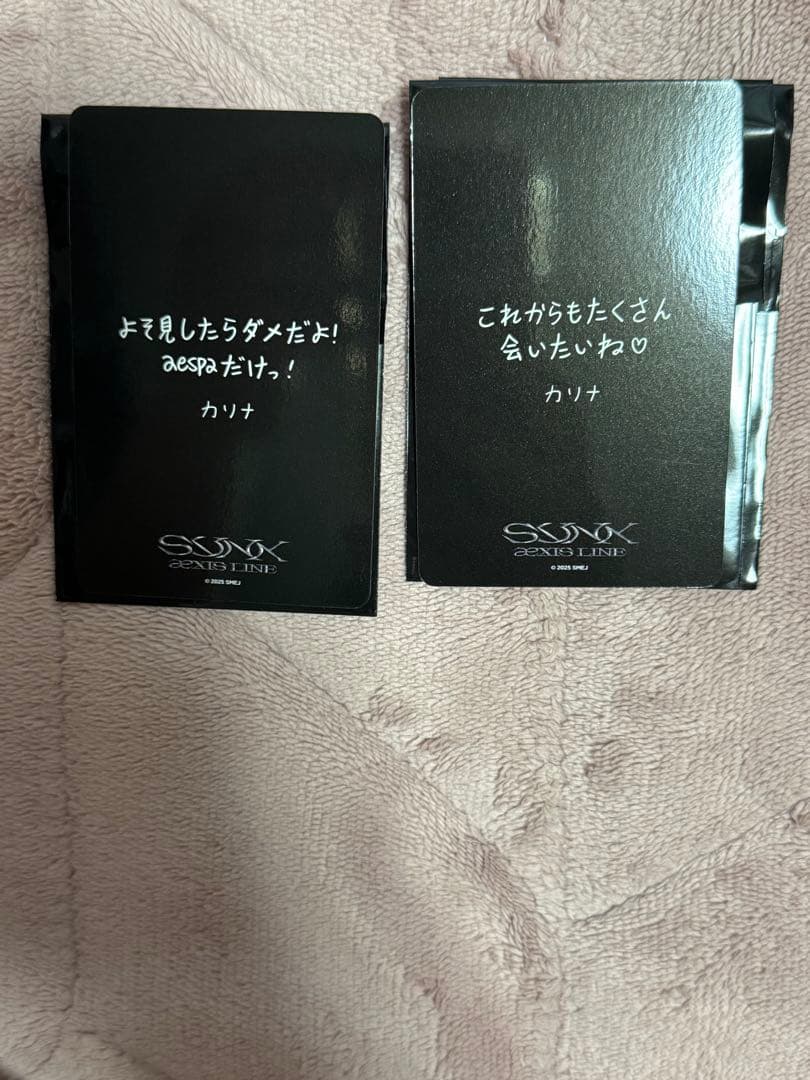 よそ見したらダメだよ!
aespaだけっ!
カリナ
SYNK
aeXIS LINE
© 2025 SMEJ
これからもたくさん
会いたいね♡
カリナ
SYNK
aeXIS LINE
© 2025 SMEJ